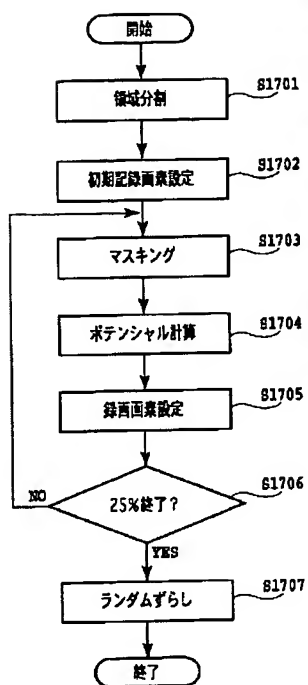 開始
領域分割
S1701
初期記録画素設定
S1702
マスキング
S1703
ポテンシャル計算
S1704
録画画素設定
S1705
25%終了?
S1706
NO
YES
ランダムずらし
S1707
終了